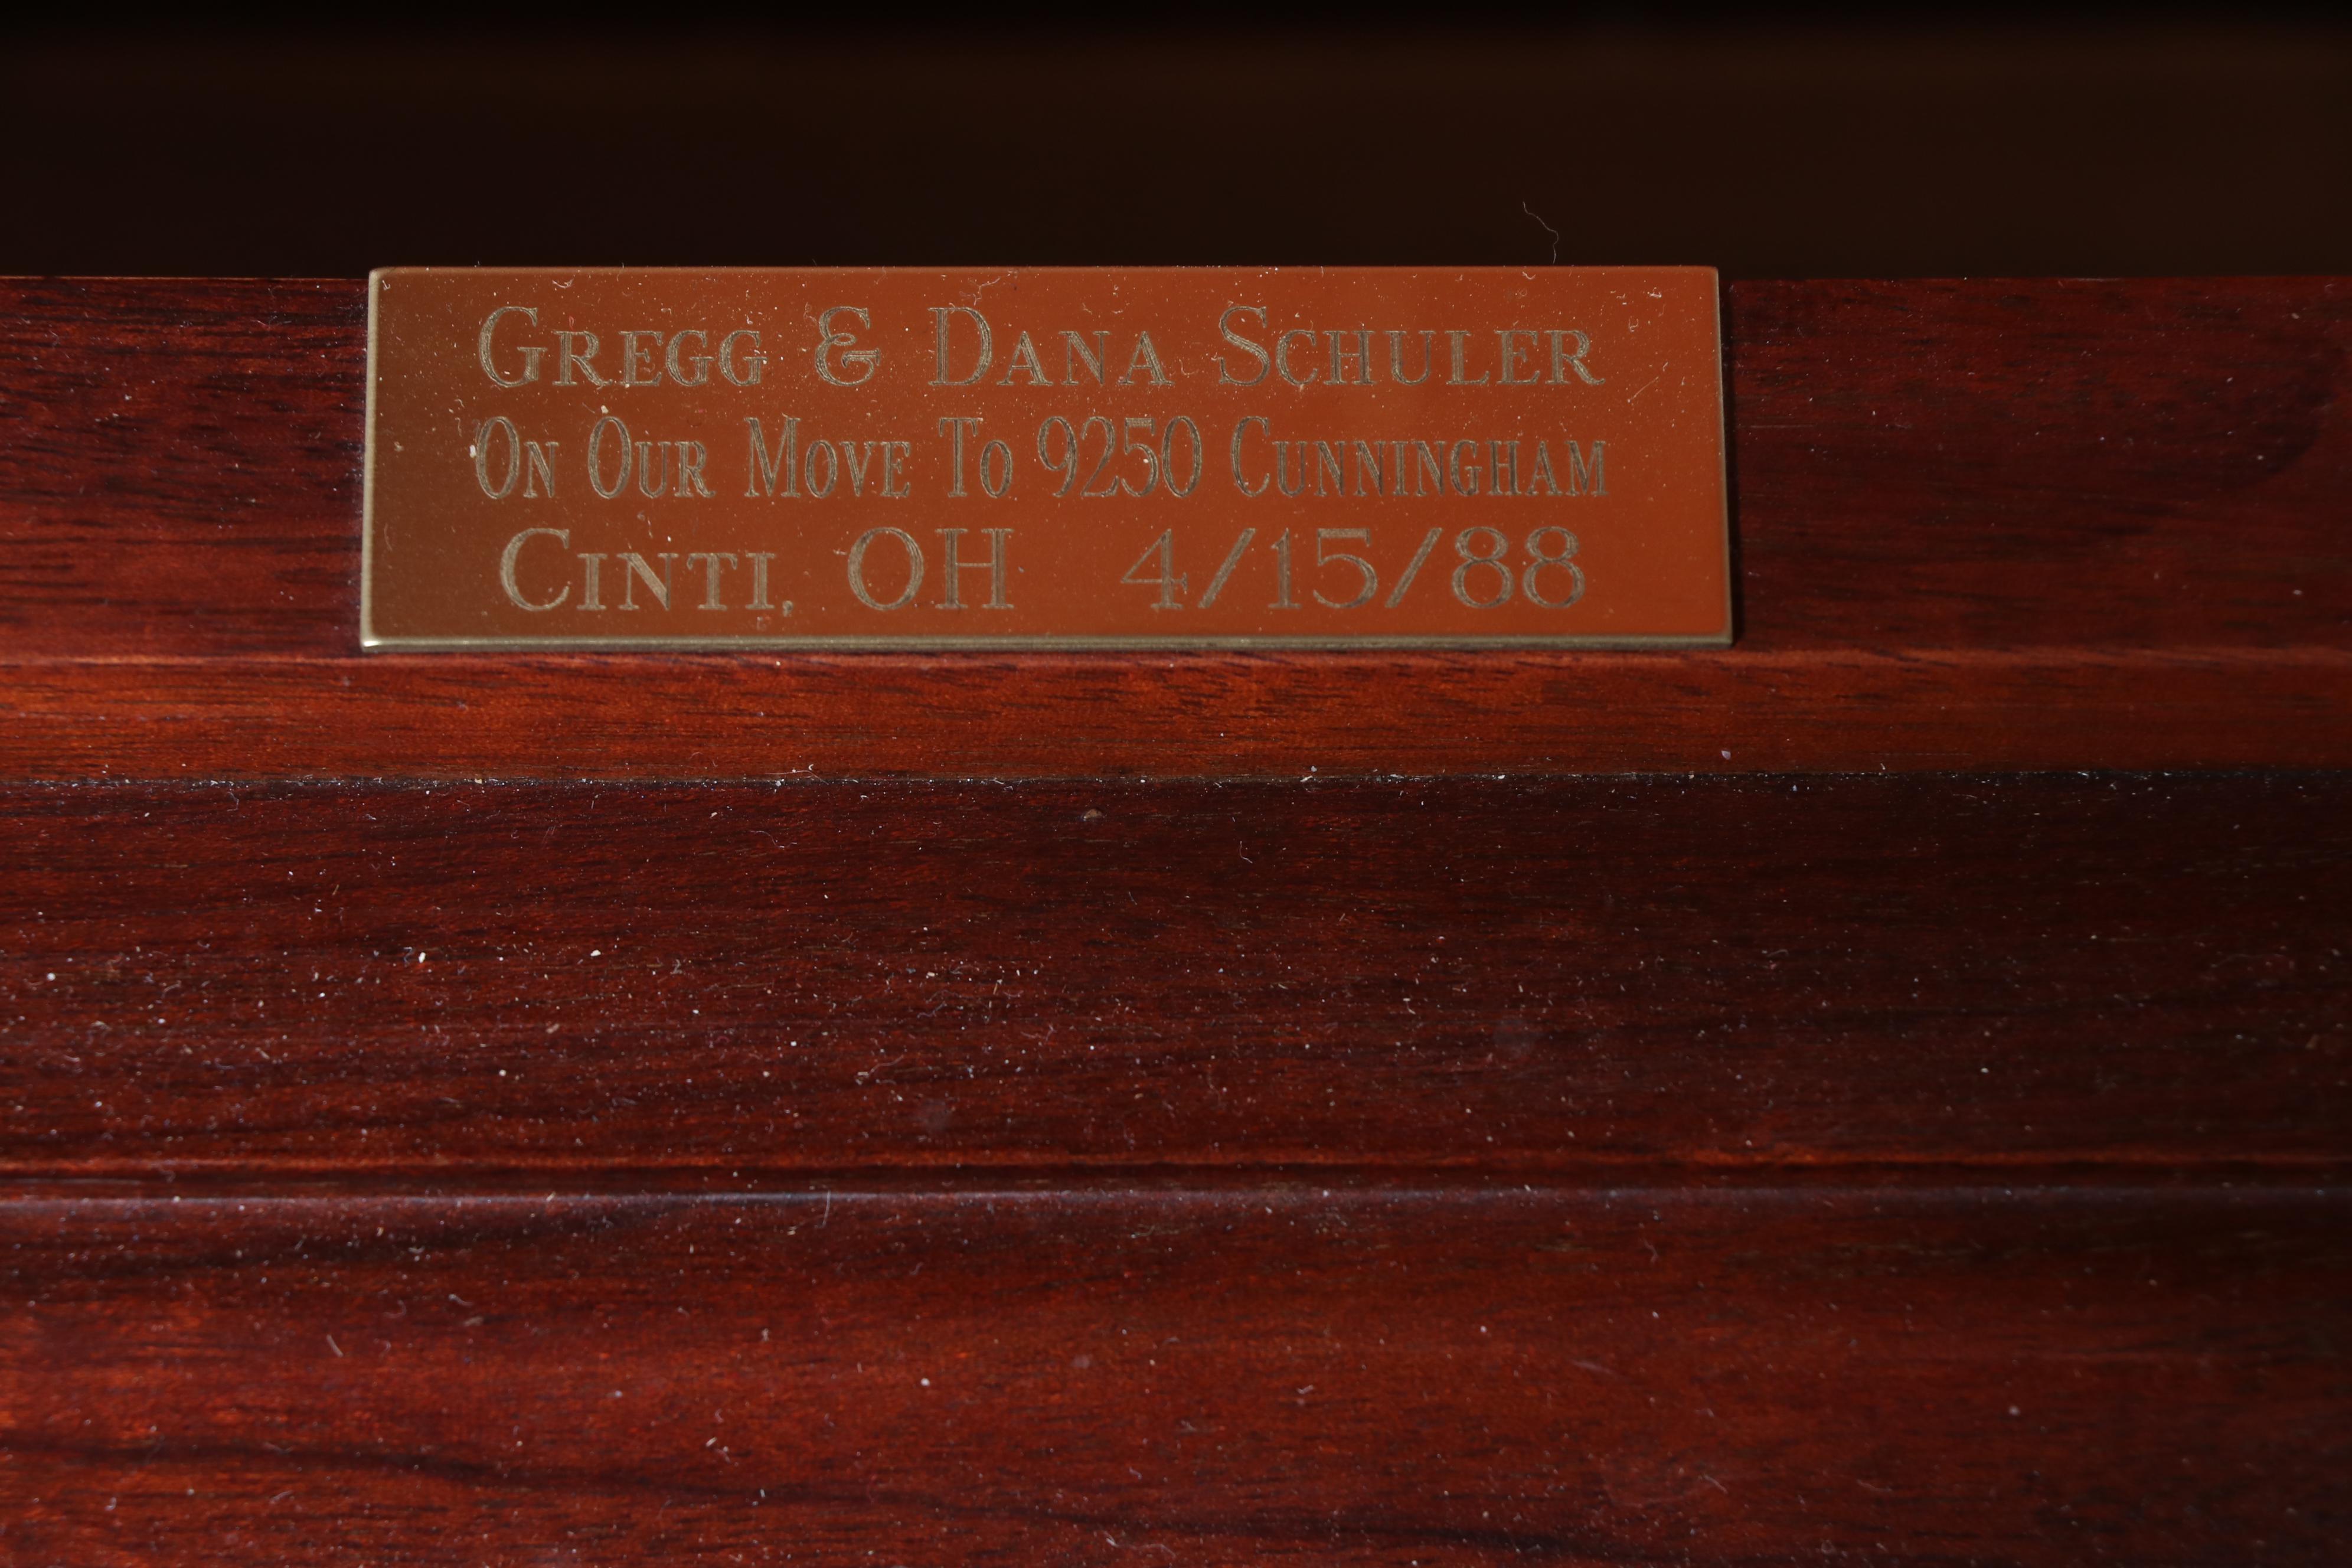 Gregg & Dana Schuler
On Our Move To 9250 Cunningham
Cinti, OH 4/15/88